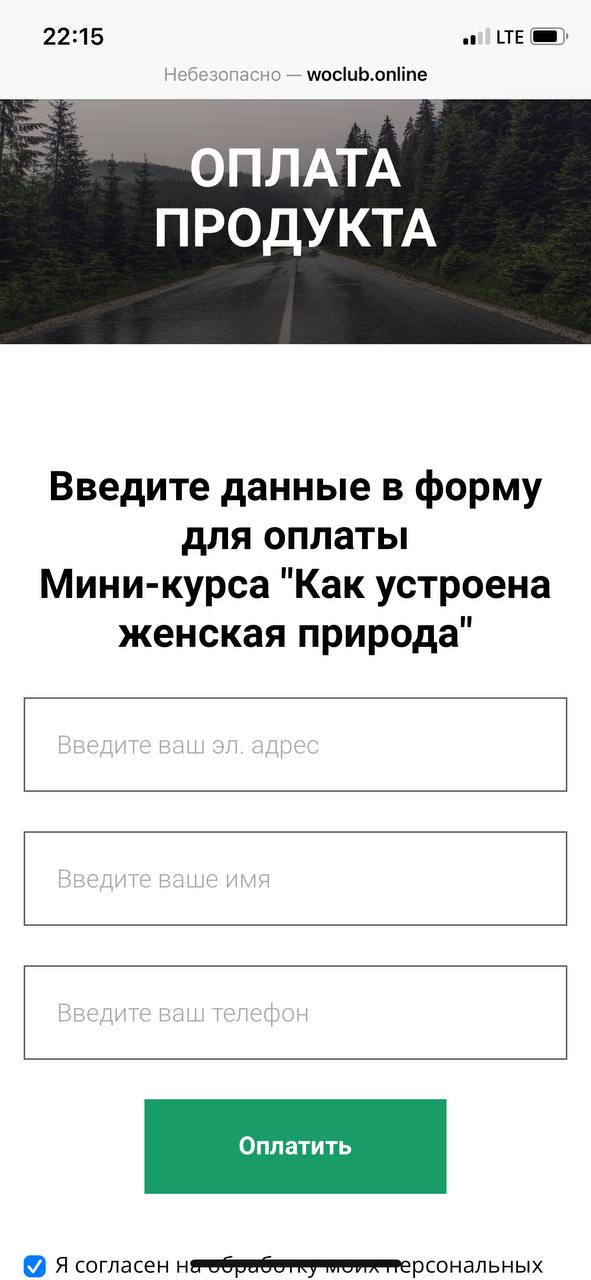 22:15
LTE
Небезопасно — woclub.online
ОПЛАТА
ПРОДУКТА
Введите данные в форму
для оплаты
Мини-курса "Как устроена
женская природа"
Введите ваш эл. адрес
Введите ваше имя
Введите ваш телефон
Оплатить
Я согласен на обработку моих персональных